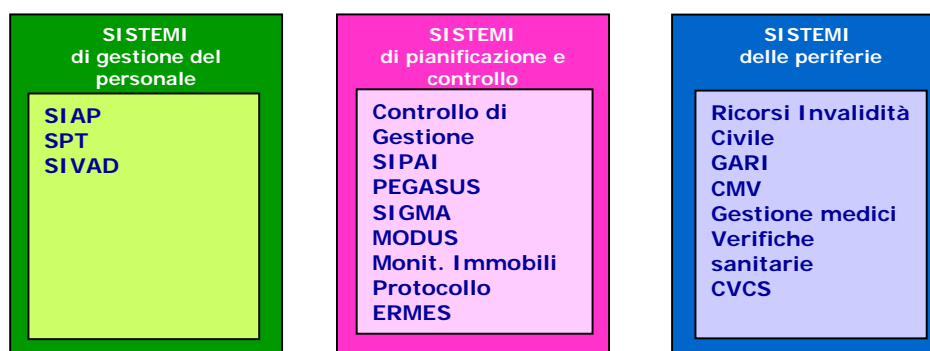 SISTEMI
di gestione del
personale
SIAP
SPT
SIVAD
SISTEMI
di pianificazione e
controllo
Controllo di
Gestione
SIPAI
PEGASUS
SIGMA
MODUS
Monit. Immobili
Protocollo
ERMES
SISTEMI
delle periferie
Ricorsi Invalidità
Civile
GARI
CMV
Gestione medici
Verifiche
sanitarie
CVCS